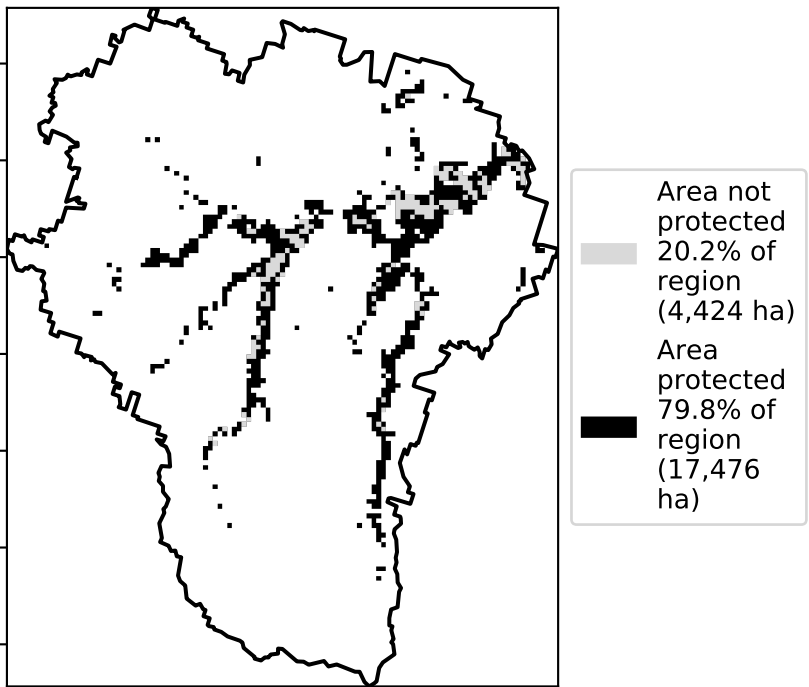 Area not
protected
20.2% of
region
(4,424 ha)
Area
protected
79.8% of
region
(17,476
ha)